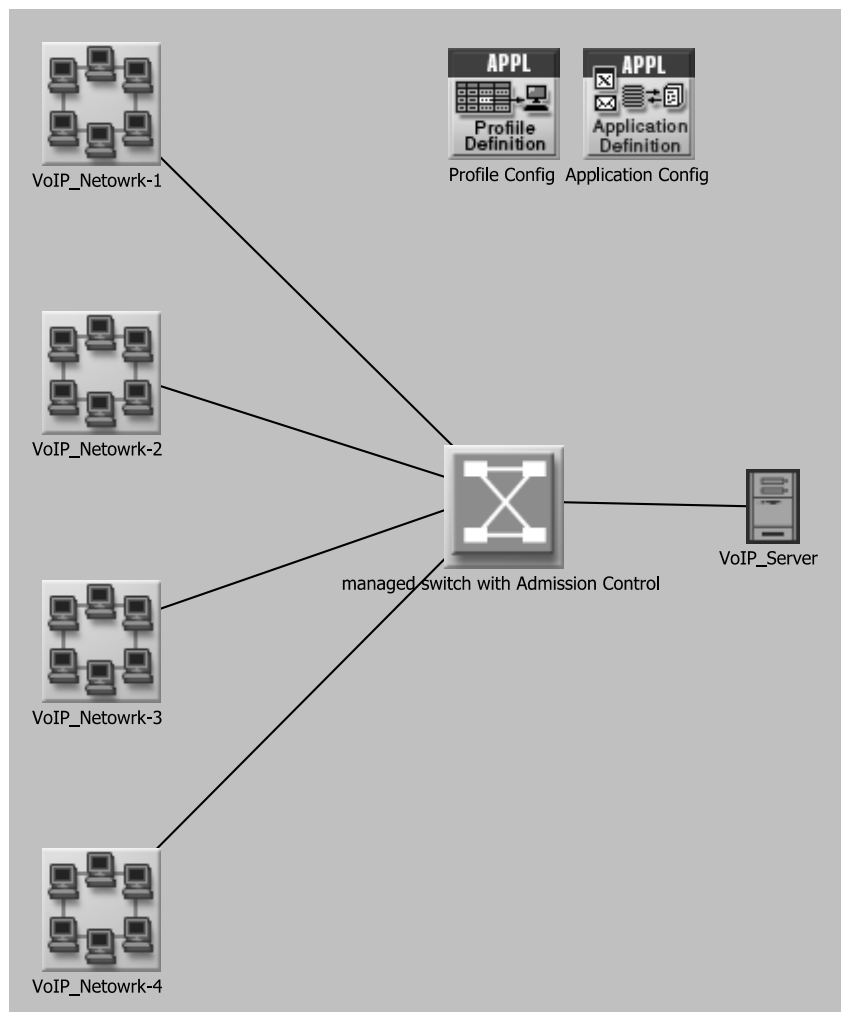 VoIP_Netowrk-1
APPL
Profiile
Definition
Profile Config
APPL
Application
Definition
Application Config
VoIP_Netowrk-2
managed switch with Admission Control
VoIP_Server
VoIP_Netowrk-3
VoIP_Netowrk-4